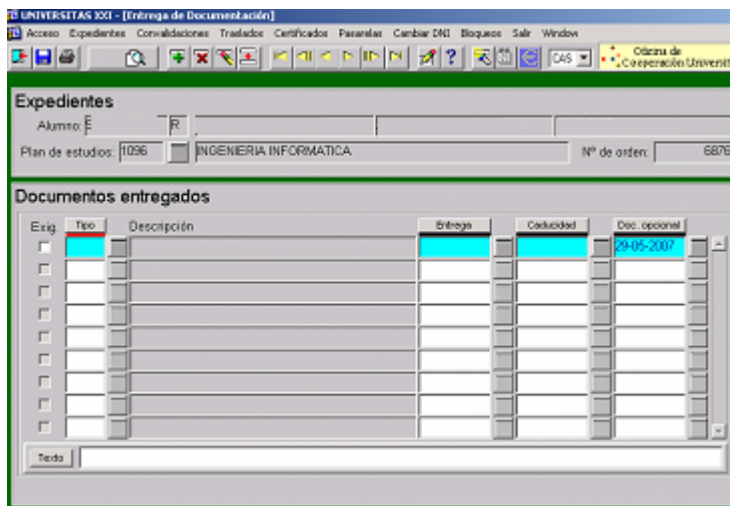 UNIVERSITAS XXI - [Entrega de Documentación]
Acceso Expedientes Convalidaciones Traslados Certificados Pasarelas Cambiar DNI Bloqueos Salir Window
CAS
Oficina de
Cooperación Universit
Expedientes
Alumno: E R
Plan de estudios: 1096 INGENIERIA INFORMATICA Nº de orden: 6876
Documentos entregados
Exig. Tipo Descripción Entrega Caducidad Doc. opcional
29-05-2007
Texto